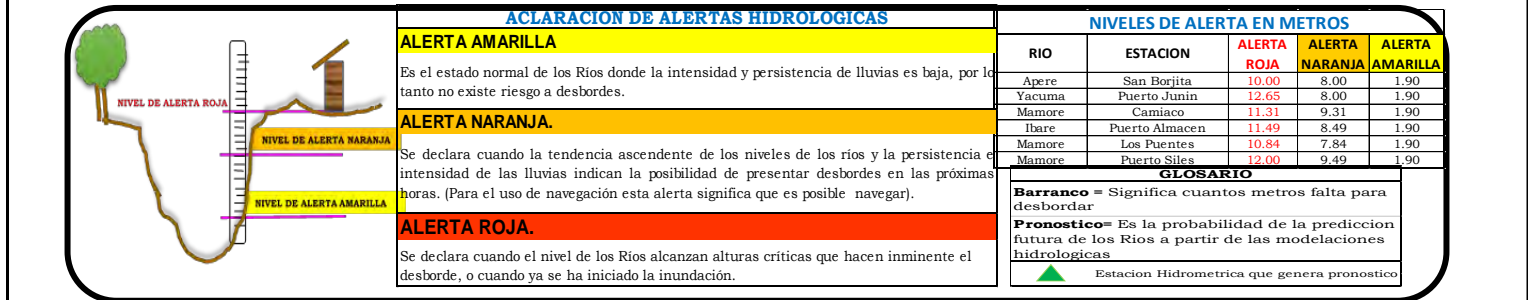 NIVEL DE ALERTA ROJA
NIVEL DE ALERTA NARANJA
NIVEL DE ALERTA AMARILLA
ACLARACION DE ALERTAS HIDROLOGICAS
ALERTA AMARILLA
Es el estado normal de los Ríos donde la intensidad y persistencia de lluvias es baja, por lo
tanto no existe riesgo a desbordes.
ALERTA NARANJA.
Se declara cuando la tendencia ascendente de los niveles de los ríos y la persistencia e
intensidad de las lluvias indican la posibilidad de presentar desbordes en las próximas
horas. (Para el uso de navegación esta alerta significa que es posible navegar).
ALERTA ROJA.
Se declara cuando el nivel de los Rios alcanzan alturas críticas que hacen inminente el
desborde, o cuando ya se ha iniciado la inundación.
NIVELES DE ALERTA EN METROS
RIO ESTACION ALERTA ROJA ALERTA NARANJA ALERTA AMARILLA
Apere San Borjita 10.00 8.00 1.90
Yacuma Puerto Junin 12.65 8.00 1.90
Mamore Camiaco 11.31 9.31 1.90
Ibare Puerto Almacen 11.49 8.49 1.90
Mamore Los Puentes 10.84 7.84 1.90
Mamore Puerto Siles 12.00 9.49 1.90
GLOSARIO
Barranco = Significa cuantos metros falta para
desbordar
Pronostico= Es la probabilidad de la prediccion
futura de los Rios a partir de las modelaciones
hidrologicas
Estacion Hidrometrica que genera pronostico